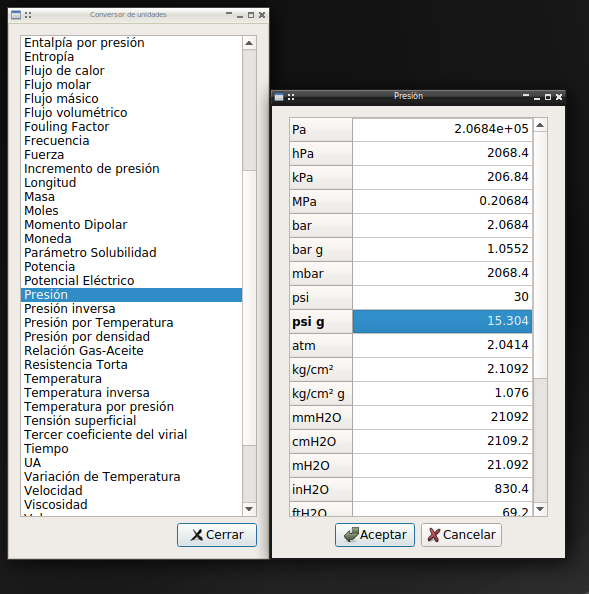 Conversor de unidades
Entalpía por presión
Entropía
Flujo de calor
Flujo molar
Flujo másico
Flujo volumétrico
Fouling Factor
Frecuencia
Fuerza
Incremento de presión
Longitud
Masa
Moles
Momento Dipolar
Moneda
Parámetro Solubilidad
Potencia
Potencial Eléctrico
Presión
Presión inversa
Presión por Temperatura
Presión por densidad
Relación Gas-Aceite
Resistencia Torta
Temperatura
Temperatura inversa
Temperatura por presión
Tensión superficial
Tercer coeficiente del virial
Tiempo
UA
Variación de Temperatura
Velocidad
Viscosidad
Cerrar
Presión
Pa 2.0684e+05
hPa 2068.4
kPa 206.84
MPa 0.20684
bar 2.0684
bar g 1.0552
mbar 2068.4
psi 30
psi g 15.304
atm 2.0414
kg/cm² 2.1092
kg/cm² g 1.076
mmH2O 21092
cmH2O 2109.2
mH2O 21.092
inH2O 830.4
ftH2O 69.2
Aceptar Cancelar